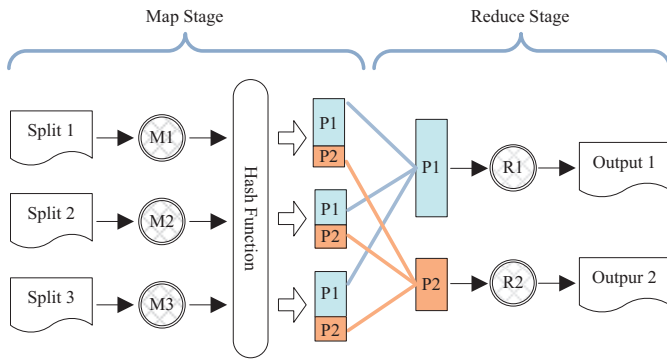 Map Stage
Reduce Stage
Split 1
M1
Split 2
M2
Split 3
M3
Hash Function
P1
P2
P1
P2
P1
P2
P1
R1
Output 1
P2
R2
Outpur 2